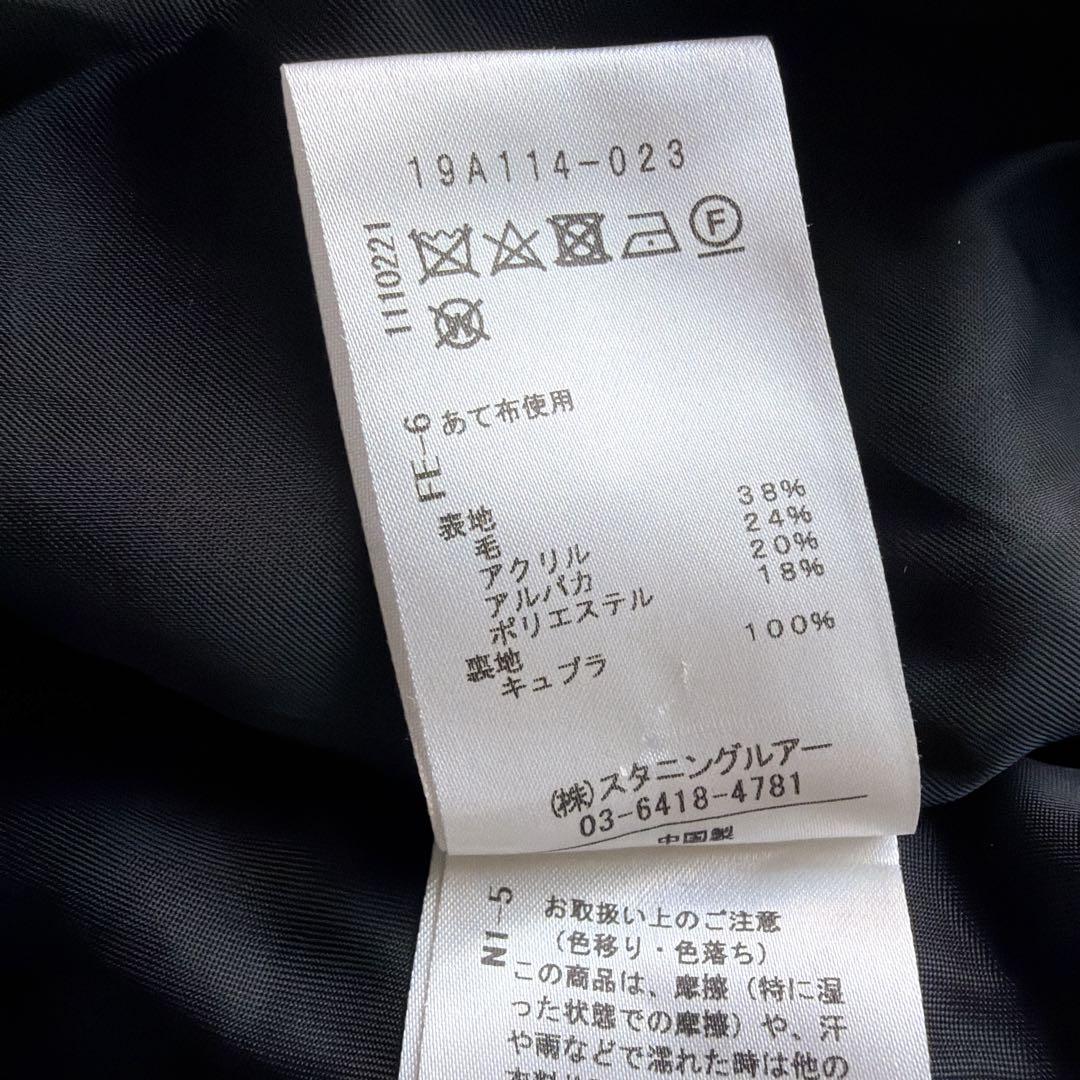 19A114-023
1110221
F
W
FE-6
あて布使用
表地
毛 38%
アクリル 24%
アルパカ 20%
ポリエステル 18%
裏地
キュプラ 100%
(株)スタニングルアー
03-6418-4781
中国製
NI-5
お取扱い上のご注意
(色移り・色落ち)
この商品は、摩擦(特に湿
った状態での摩擦)や、汗
や雨などで濡れた時は他の